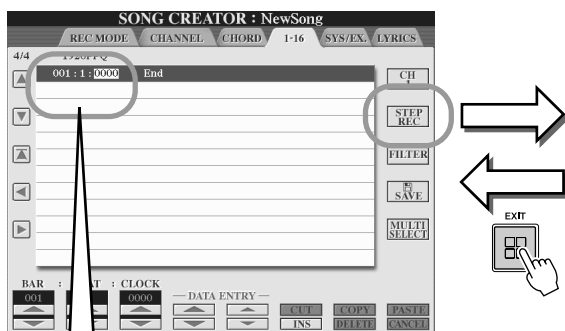 SONG CREATOR : NewSong
REC MODE CHANNEL CHORD 1-16 SYS/EX. LYRICS
4/4 1920PPQ
001 : 1 : 0000 End
CH
1
STEP
REC
FILTER
SAVE
MULTI
SELECT
EXIT
BAR : : CLOCK
001 0000 DATA ENTRY
CUT COPY PASTE
INS DELETE CANCEL